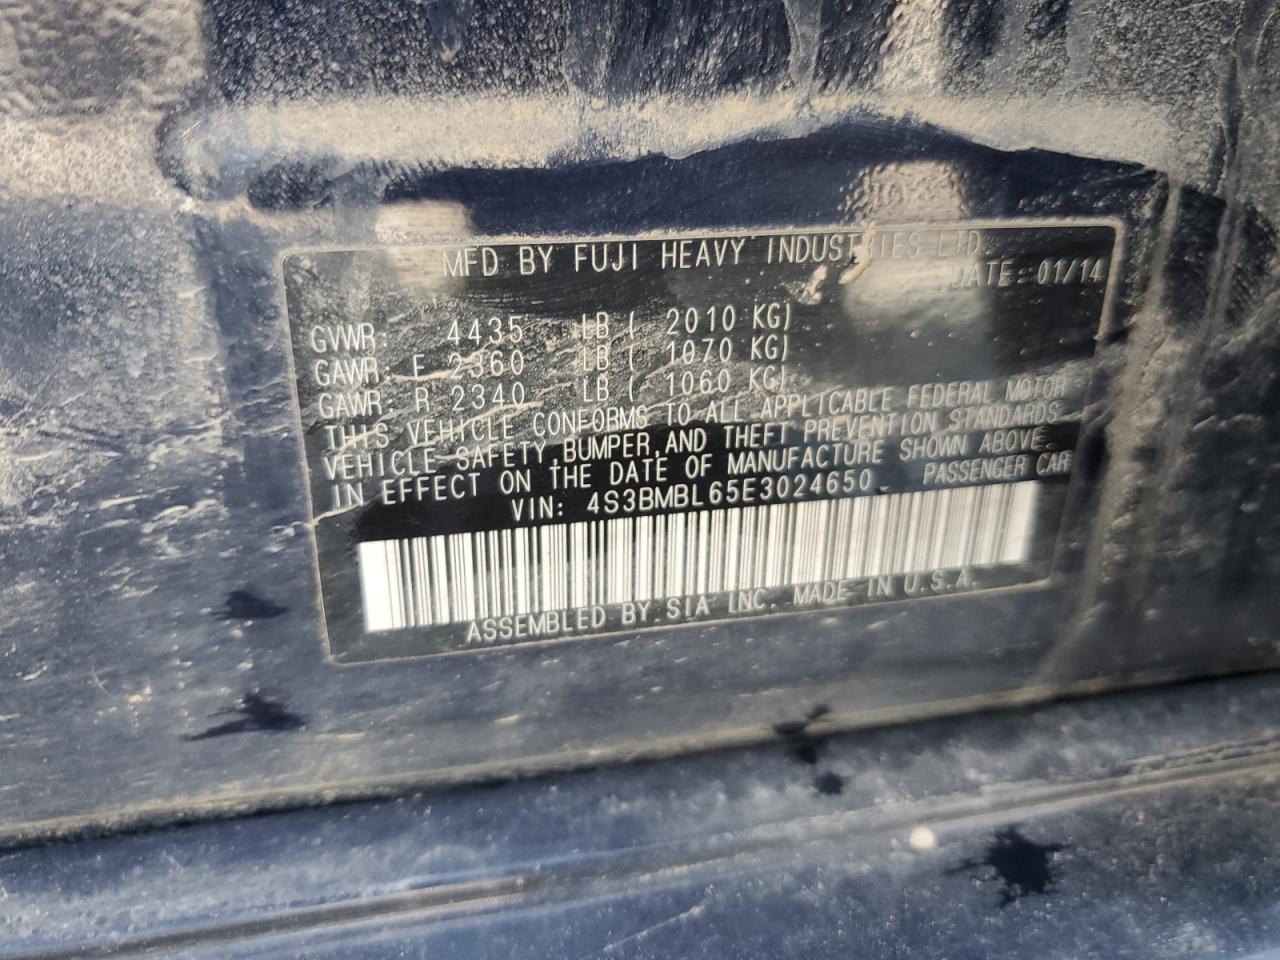 MFD BY FUJI HEAVY INDUSTRIES LTD
DATE: 01/14
GVWR: 4435 LB ( 2010 KG)
GAWR: F 2360 LB ( 1070 KG)
GAWR: R 2340 LB ( 1060 KG)
THIS VEHICLE CONFORMS TO ALL APPLICABLE FEDERAL MOTOR
VEHICLE SAFETY, BUMPER, AND THEFT PREVENTION STANDARDS
IN EFFECT ON THE DATE OF MANUFACTURE SHOWN ABOVE.
VIN: 4S3BMBL65E3024650 PASSENGER CAR
ASSEMBLED BY SIA INC. MADE IN U.S.A.